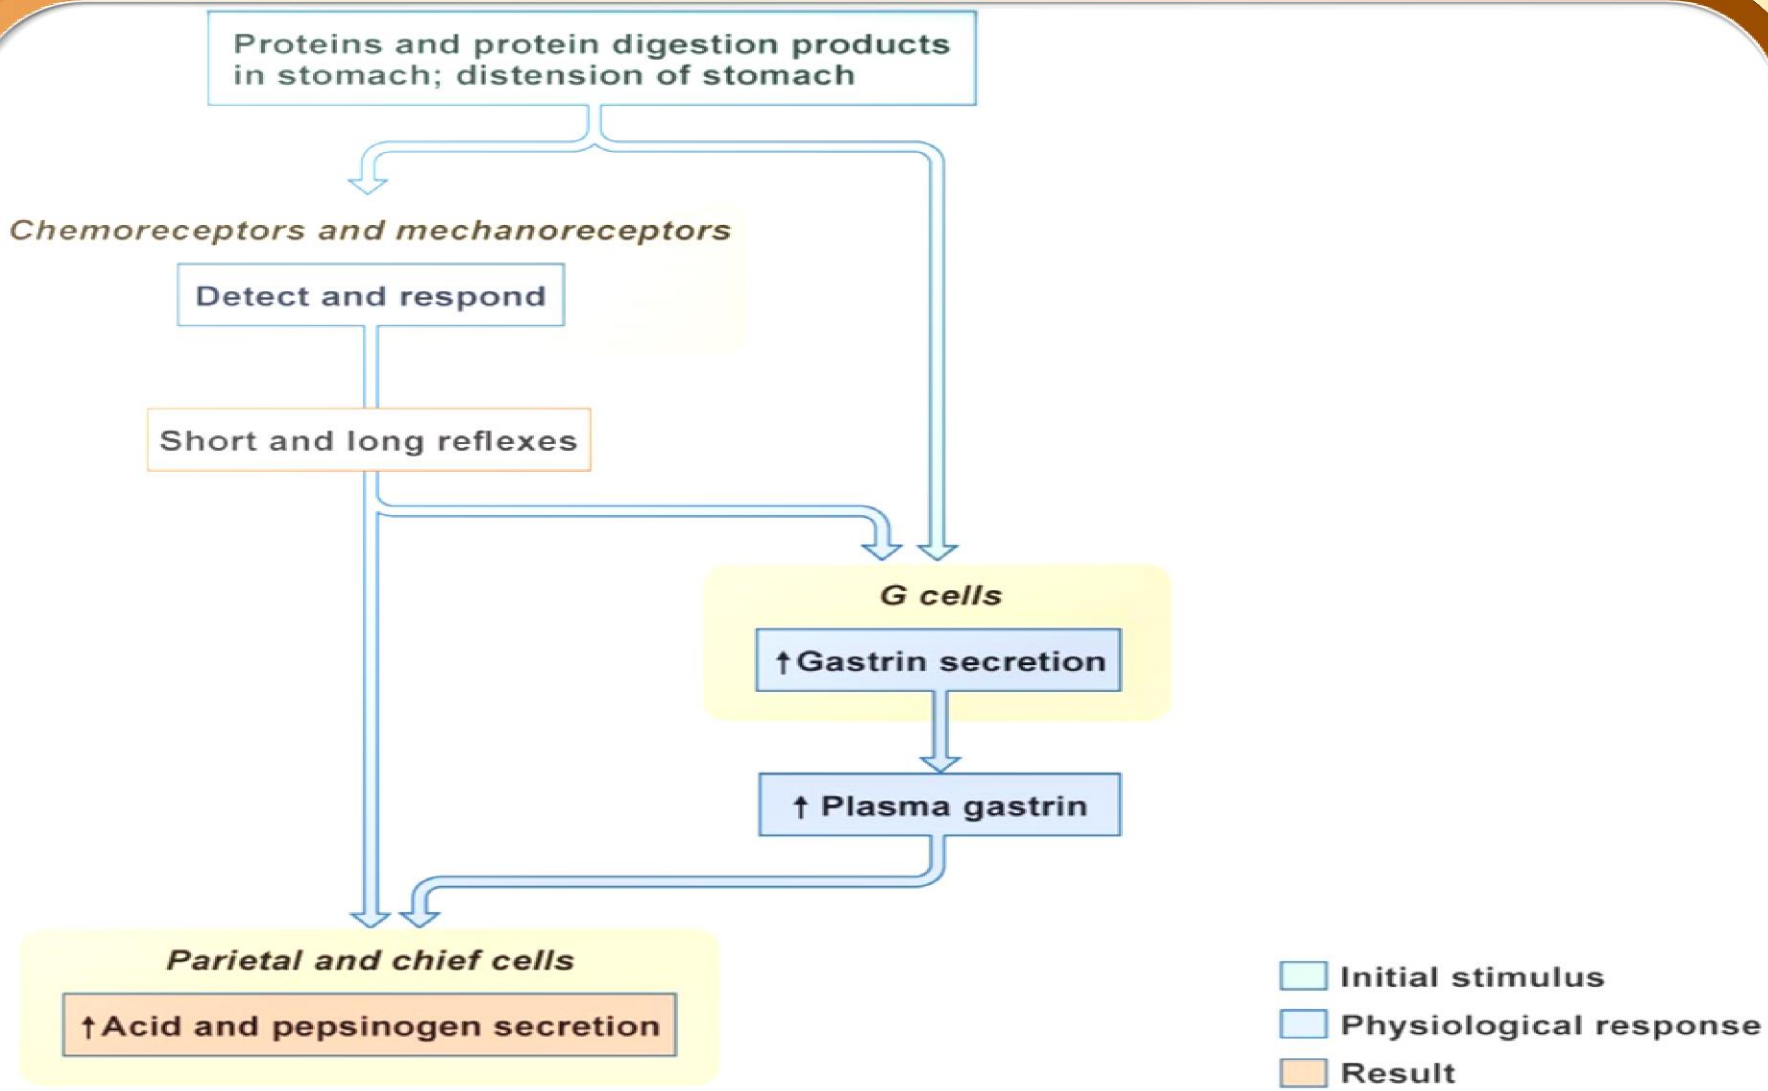 Proteins and protein digestion products
in stomach; distension of stomach
Chemoreceptors and mechanoreceptors
Detect and respond
Short and long reflexes
G cells
↑Gastrin secretion
↑ Plasma gastrin
Parietal and chief cells
↑Acid and pepsinogen secretion
Initial stimulus
Physiological response
Result